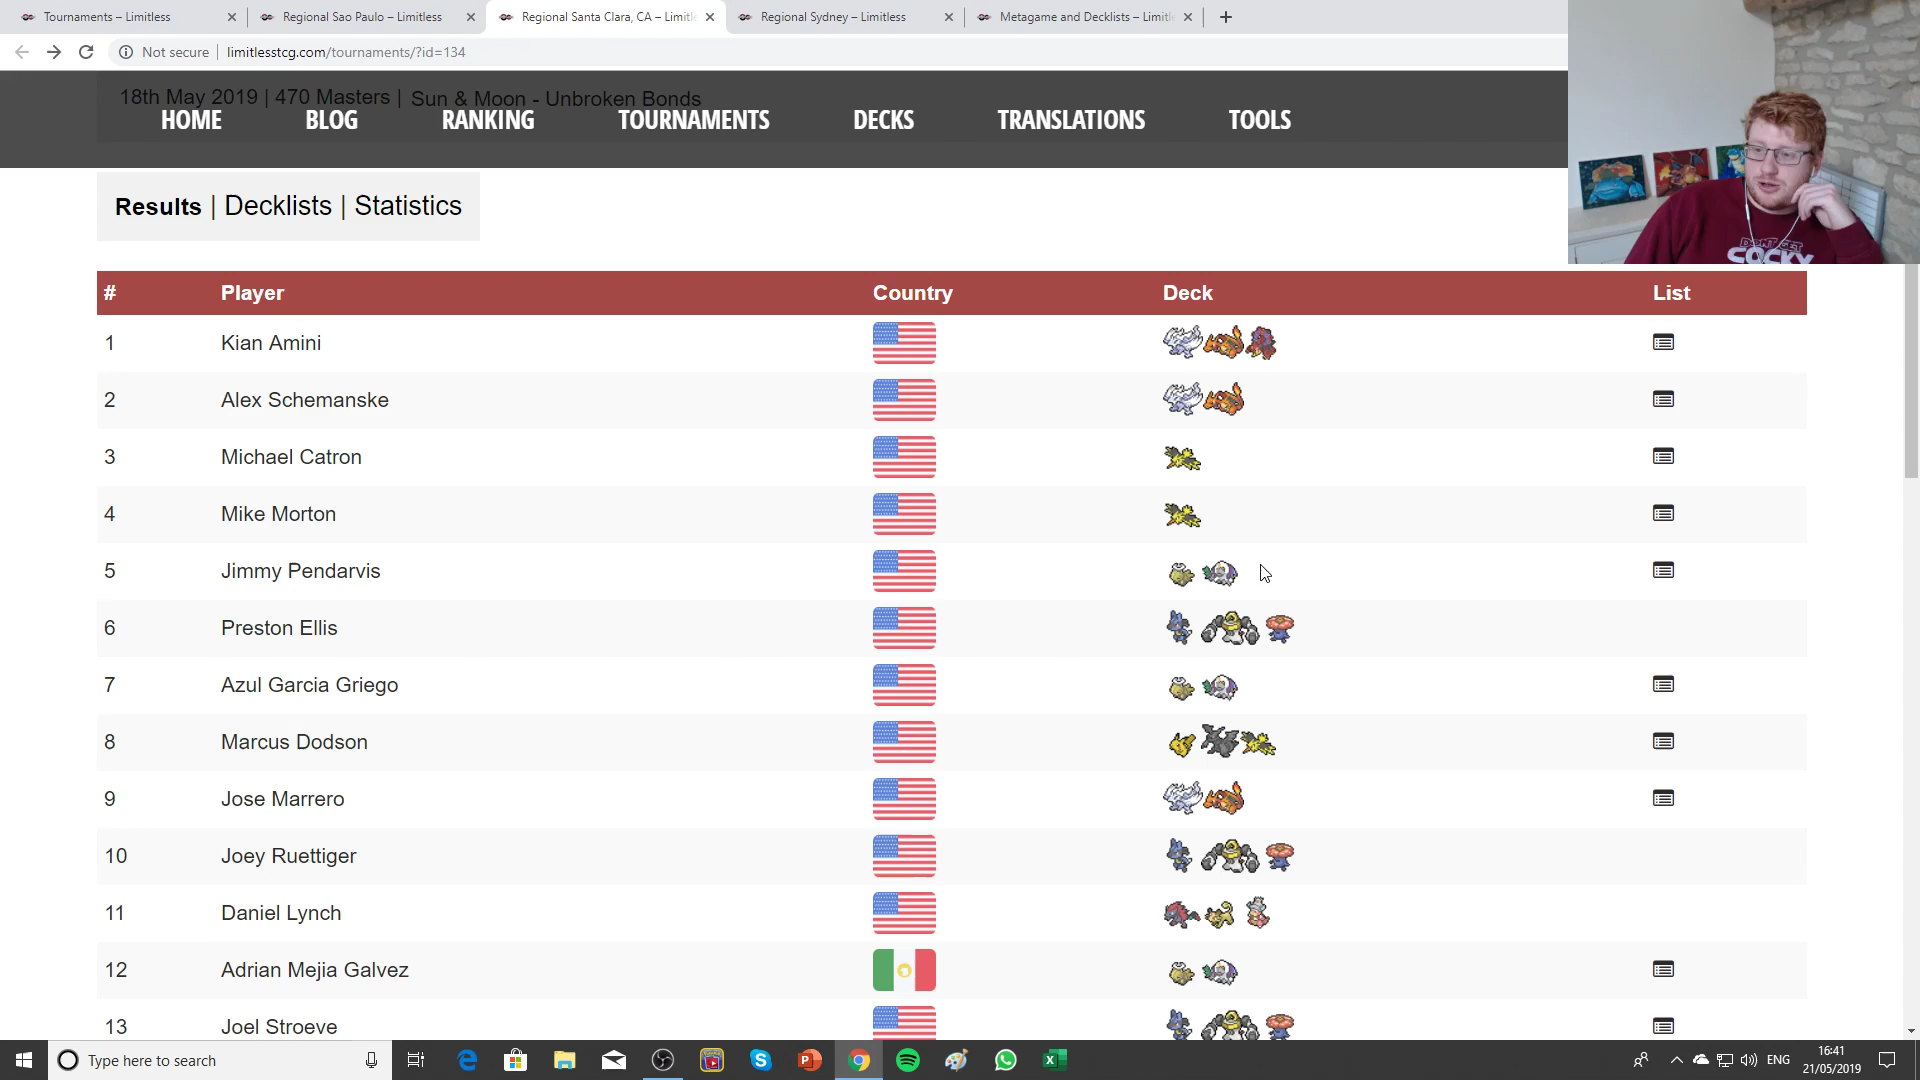 Tournaments – Limitless
Regional Sao Paulo – Limitless
Regional Santa Clara, CA – Limitl
Regional Sydney – Limitless
Metagame and Decklists – Limitl
Not secure
limitlesstcg.com/tournaments/?id=134
18th May 2019 | 470 Masters | Sun & Moon - Unbroken Bonds
HOME BLOG RANKING TOURNAMENTS DECKS TRANSLATIONS TOOLS
DON'T GET
COCKY
Results | Decklists | Statistics
# Player Country Deck List
1 Kian Amini
2 Alex Schemanske
3 Michael Catron
4 Mike Morton
5 Jimmy Pendarvis
6 Preston Ellis
7 Azul Garcia Griego
8 Marcus Dodson
9 Jose Marrero
10 Joey Ruettiger
11 Daniel Lynch
12 Adrian Mejia Galvez
13 Joel Stroeve
Type here to search
ENG
16:41
21/05/2019